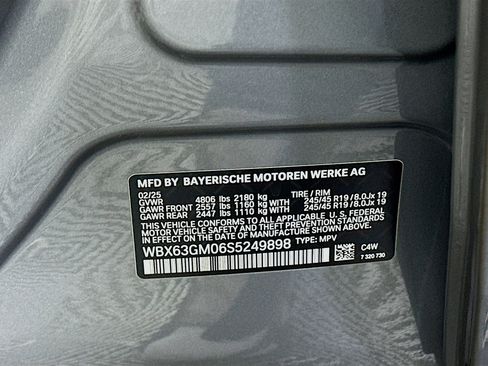 MFD BY BAYERISCHE MOTOREN WERKE AG
02/25 TIRE / RIM
GVWR 4806 lbs 2180 kg
GAWR FRONT 2557 lbs 1160 kg WITH 245/45 R19 / 8.0Jx 19
GAWR REAR 2447 lbs 1110 kg WITH 245/45 R19 / 8.0Jx 19
THIS VEHICLE CONFORMS TO ALL APPLICABLE U.S. FEDERAL
MOTOR VEHICLE SAFETY, BUMPER, AND THEFT PREVENTION
STANDARDS IN EFFECT ON THE DATE OF MANUFACTURE SHOWN ABOVE.
WBX63GM06S5249898 TYPE: MPV
C4W
7 320 730